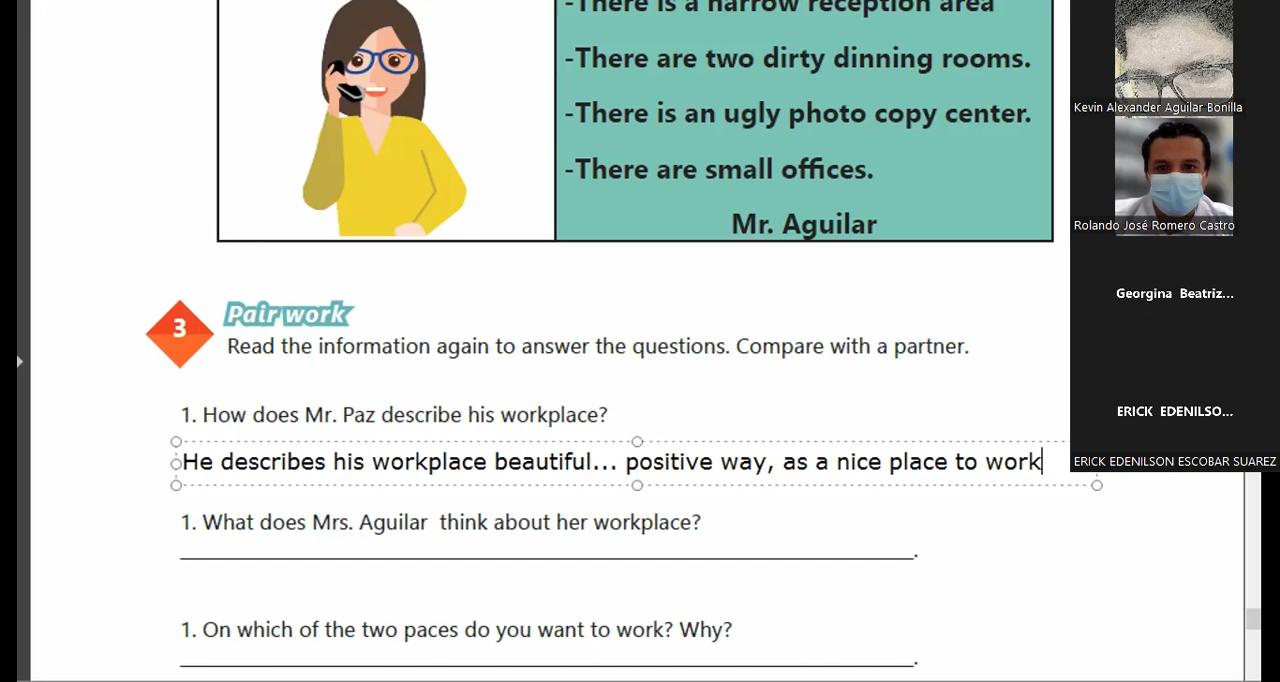 -There is a narrow reception area
-There are two dirty dinning rooms.
-There is an ugly photo copy center.
-There are small offices.
Mr. Aguilar
3
Pair work
Read the information again to answer the questions. Compare with a partner.
1. How does Mr. Paz describe his workplace?
He describes his workplace beautiful... positive way, as a nice place to work
1. What does Mrs. Aguilar think about her workplace?
1. On which of the two paces do you want to work? Why?
Kevin Alexander Aguilar Bonilla
Rolando José Romero Castro
Georgina Beatriz...
ERICK EDENILSO...
ERICK EDENILSON ESCOBAR SUAREZ